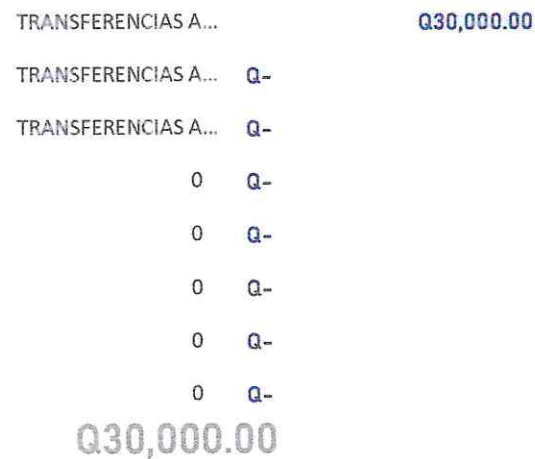 TRANSFERENCIAS A... Q30,000.00
TRANSFERENCIAS A... Q-
TRANSFERENCIAS A... Q-
0 Q-
0 Q-
0 Q-
0 Q-
0 Q-
Q30,000.00